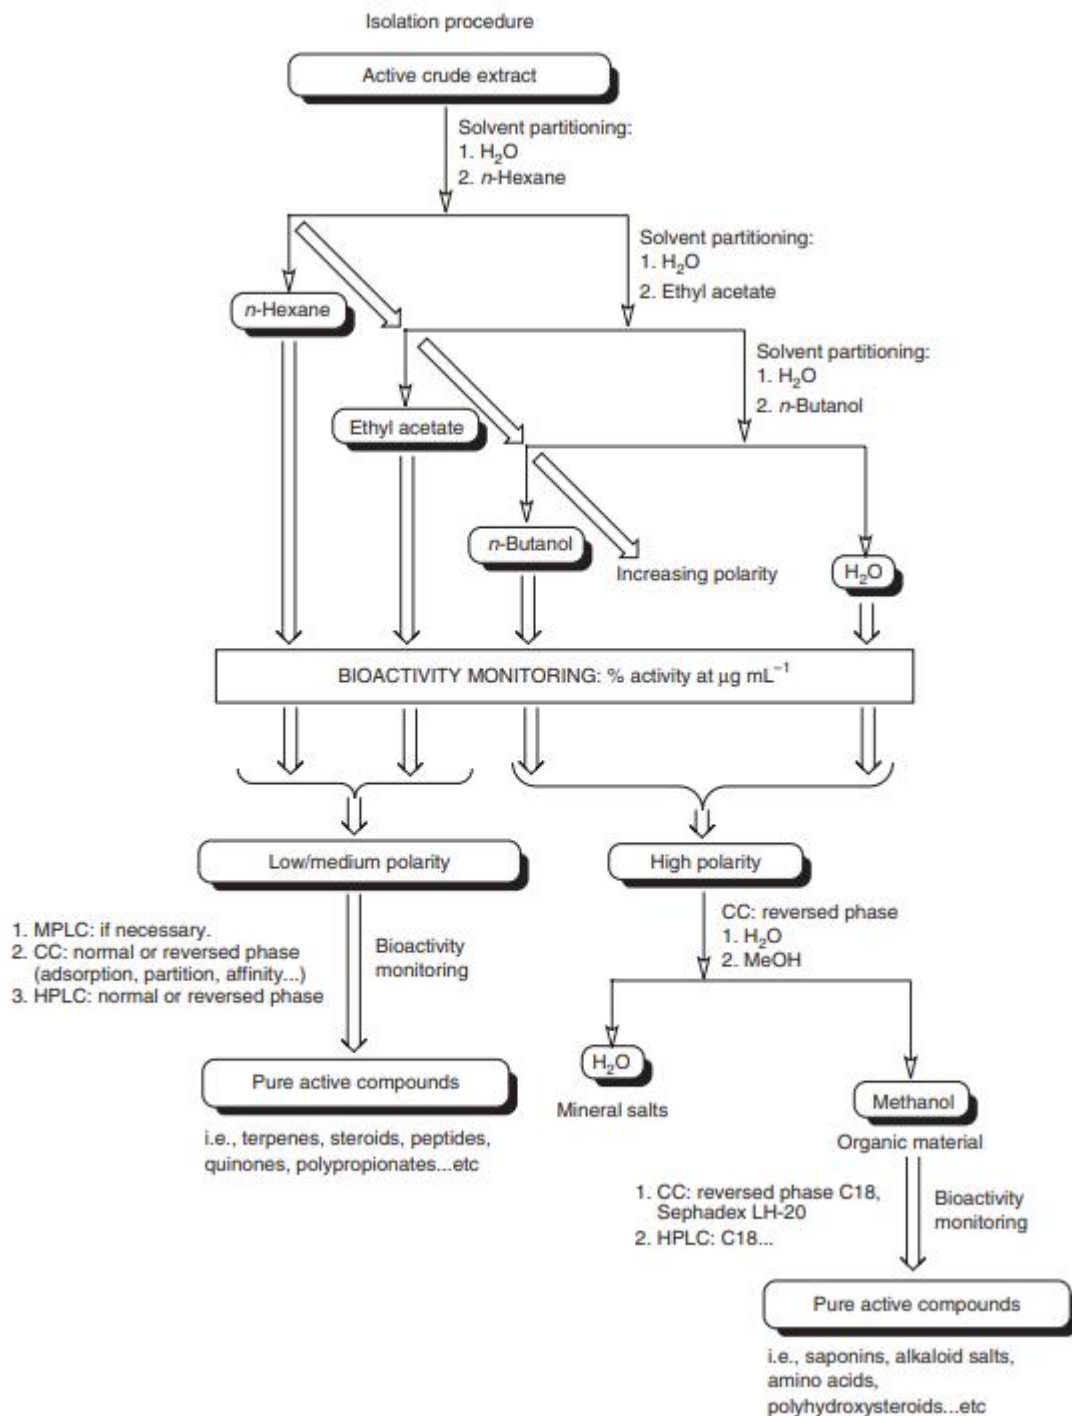 Isolation procedure
Active crude extract
Solvent partitioning:
1. H₂O
2. n-Hexane
Solvent partitioning:
1. H₂O
2. Ethyl acetate
n-Hexane
Solvent partitioning:
1. H₂O
2. n-Butanol
Ethyl acetate
n-Butanol
Increasing polarity
H₂O
BIOACTIVITY MONITORING: % activity at μg mL⁻¹
Low/medium polarity
High polarity
1. MPLC: if necessary.
2. CC: normal or reversed phase
(adsorption, partition, affinity...)
3. HPLC: normal or reversed phase
Bioactivity
monitoring
CC: reversed phase
1. H₂O
2. MeOH
Pure active compounds
i.e., terpenes, steroids, peptides,
quinones, polypropionates...etc
H₂O
Mineral salts
Methanol
Organic material
1. CC: reversed phase C18,
Sephadex LH-20
2. HPLC: C18...
Bioactivity
monitoring
Pure active compounds
i.e., saponins, alkaloid salts,
amino acids,
polyhydroxysteroids...etc